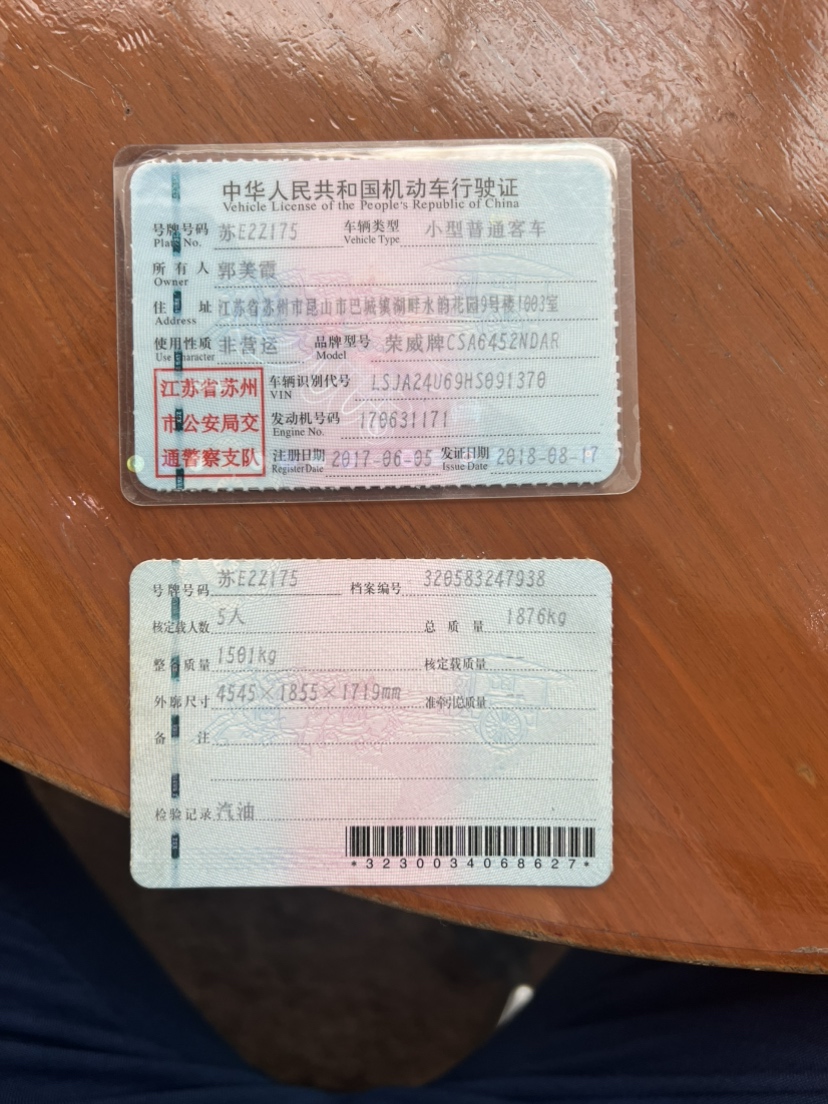 中华人民共和国机动车行驶证
Vehicle License of the People's Republic of China
号牌号码 苏E2Z175 车辆类型 小型普通客车
Plate No. Vehicle Type
所有人 郭美霞
Owner
住址 江苏省苏州市昆山市巴城镇湖畔水韵花园9号楼1003室
Address
使用性质 非营运 品牌型号 荣威牌CSA6452NDAR
Use Character Model
江苏省苏州 车辆识别代号 LSJA24U69HS091370
VIN
市公安局交 发动机号码 170631171
Engine No.
通警察支队 注册日期 2017-06-05 发证日期 2018-08-17
Register Date Issue Date
号牌号码 苏E2Z175 档案编号 320583247938
核定载人数 5人 总质量 1876kg
整备质量 1501kg 核定载质量 --
外廓尺寸 4545×1855×1719mm 准牵引总质量 --
备注
检验记录 汽油
*3230034068627*